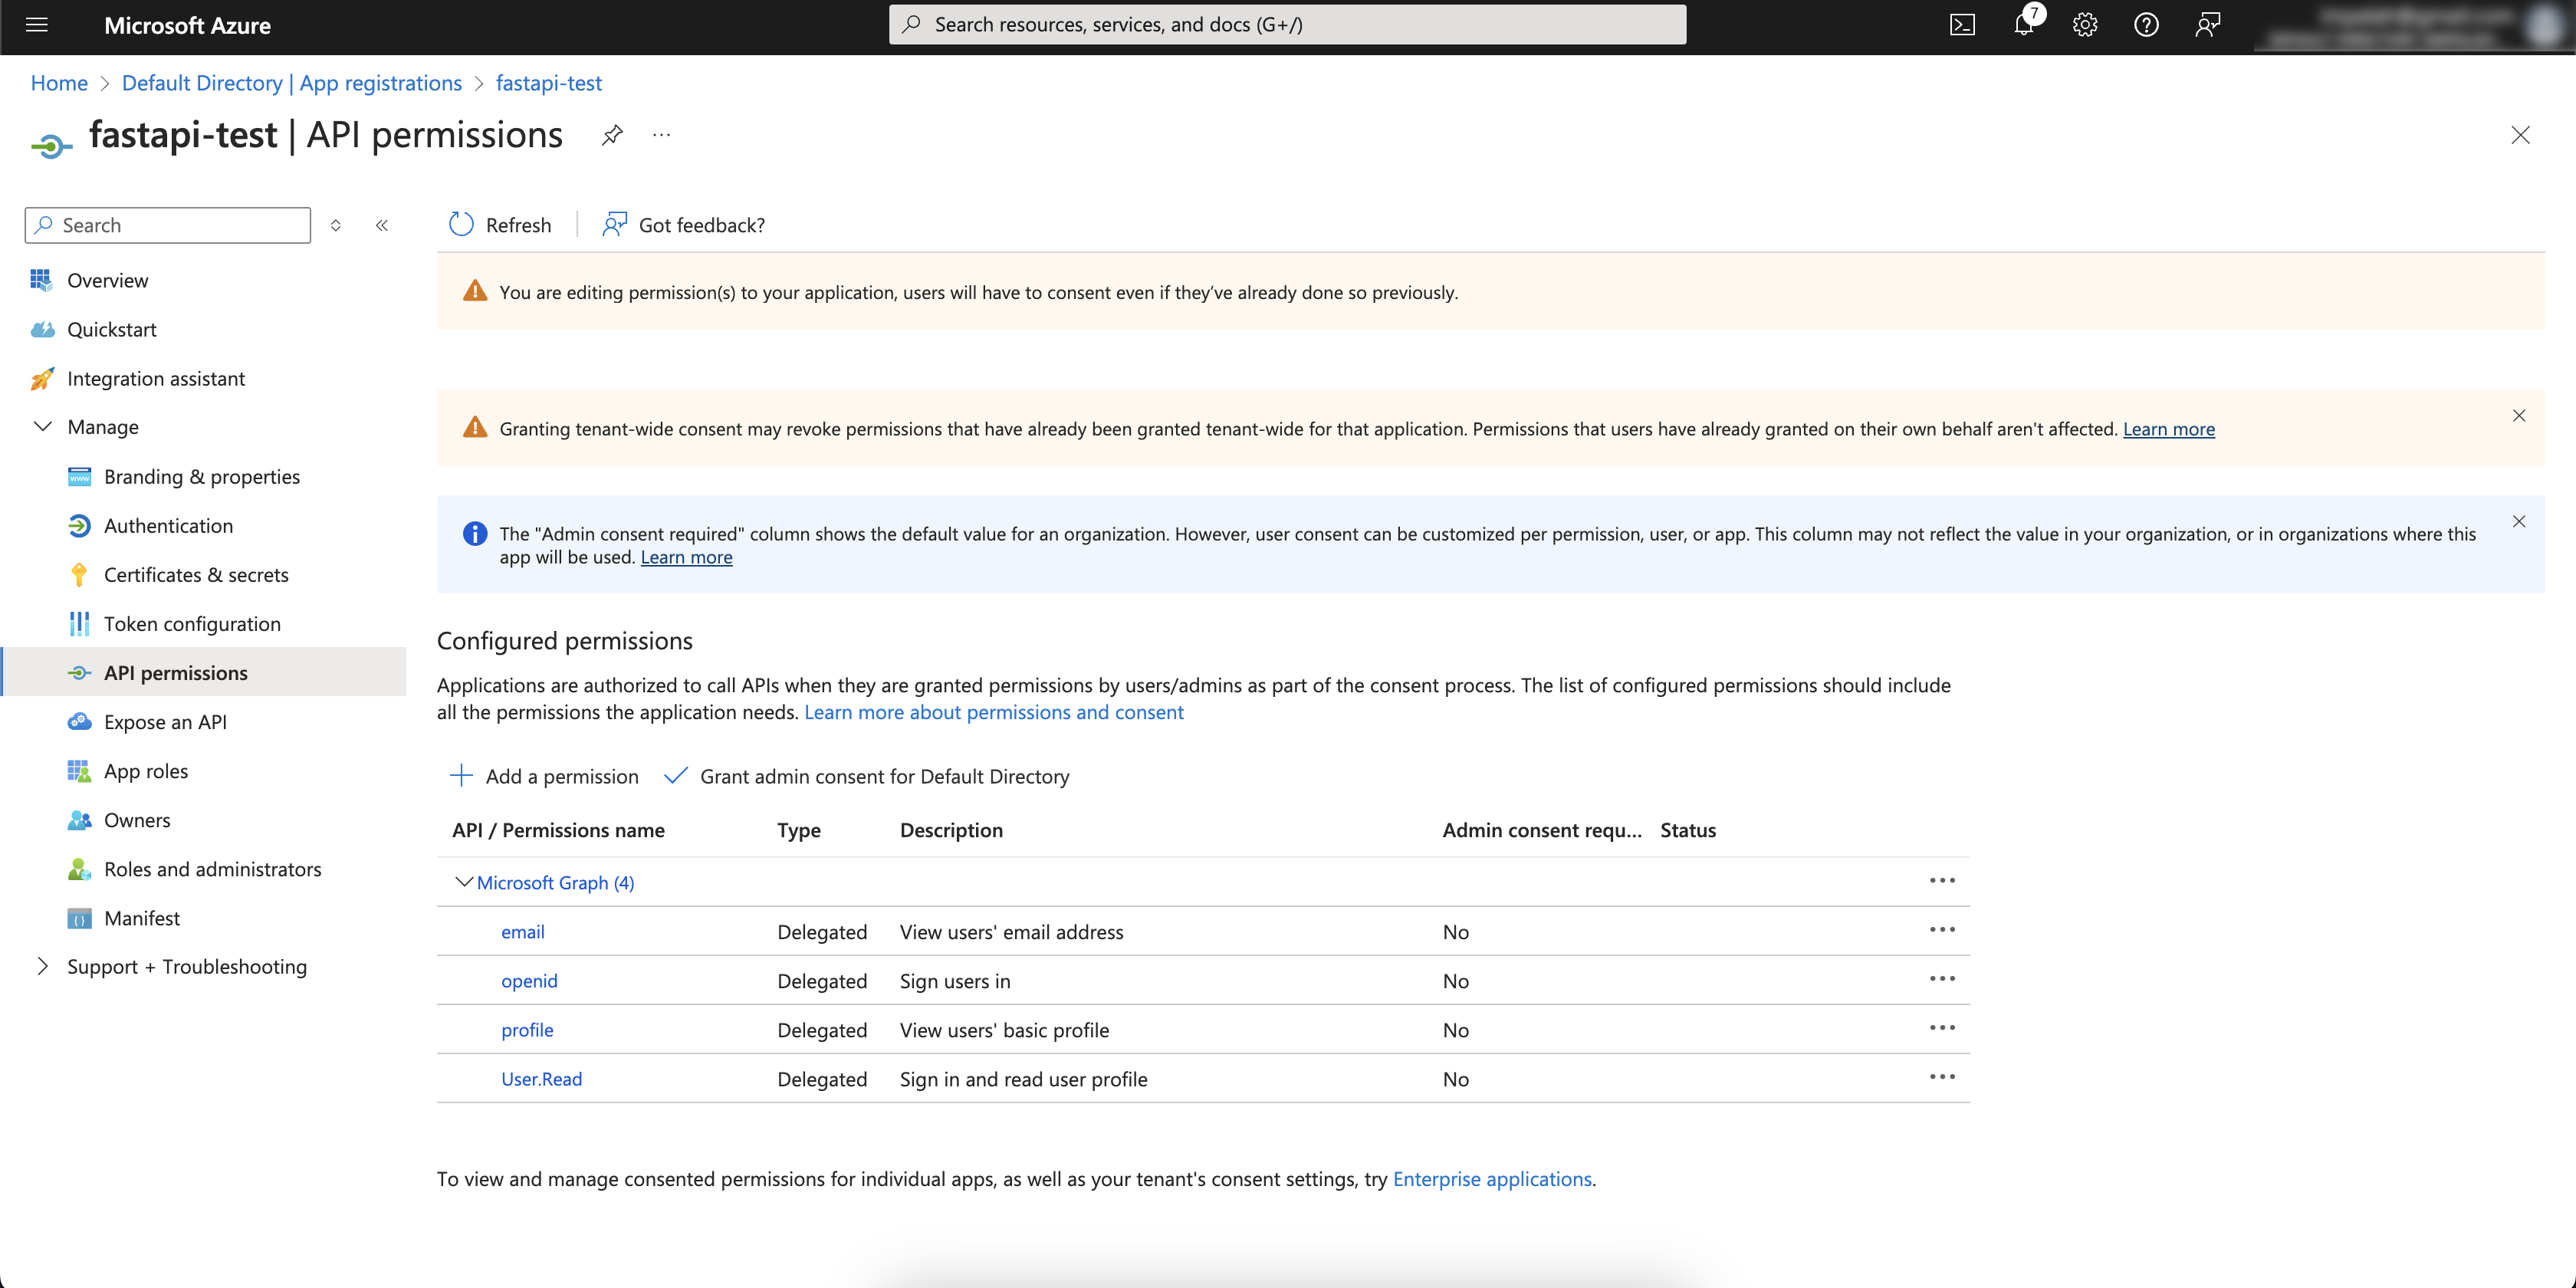 Microsoft Azure
Search resources, services, and docs (G+/)
7
Home > Default Directory | App registrations > fastapi-test
fastapi-test | API permissions
Search
Refresh
Got feedback?
Overview
Quickstart
Integration assistant
Manage
Branding & properties
Authentication
Certificates & secrets
Token configuration
API permissions
Expose an API
App roles
Owners
Roles and administrators
Manifest
Support + Troubleshooting
You are editing permission(s) to your application, users will have to consent even if they’ve already done so previously.
Granting tenant-wide consent may revoke permissions that have already been granted tenant-wide for that application. Permissions that users have already granted on their own behalf aren't affected. Learn more
The "Admin consent required" column shows the default value for an organization. However, user consent can be customized per permission, user, or app. This column may not reflect the value in your organization, or in organizations where this
app will be used. Learn more
Configured permissions
Applications are authorized to call APIs when they are granted permissions by users/admins as part of the consent process. The list of configured permissions should include
all the permissions the application needs. Learn more about permissions and consent
Add a permission
Grant admin consent for Default Directory
API / Permissions name Type Description Admin consent requ... Status
Microsoft Graph (4)
email Delegated View users' email address No
openid Delegated Sign users in No
profile Delegated View users' basic profile No
User.Read Delegated Sign in and read user profile No
To view and manage consented permissions for individual apps, as well as your tenant's consent settings, try Enterprise applications.